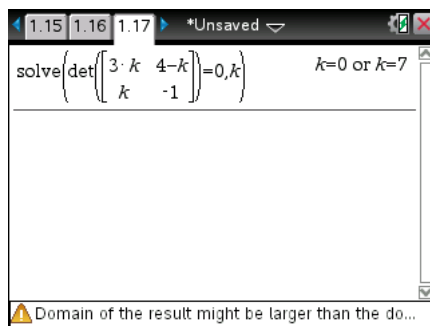 1.15 1.16 1.17 *Unsaved
solve(det([3·k 4−k
k -1])=0,k) k=0 or k=7
Domain of the result might be larger than the do...